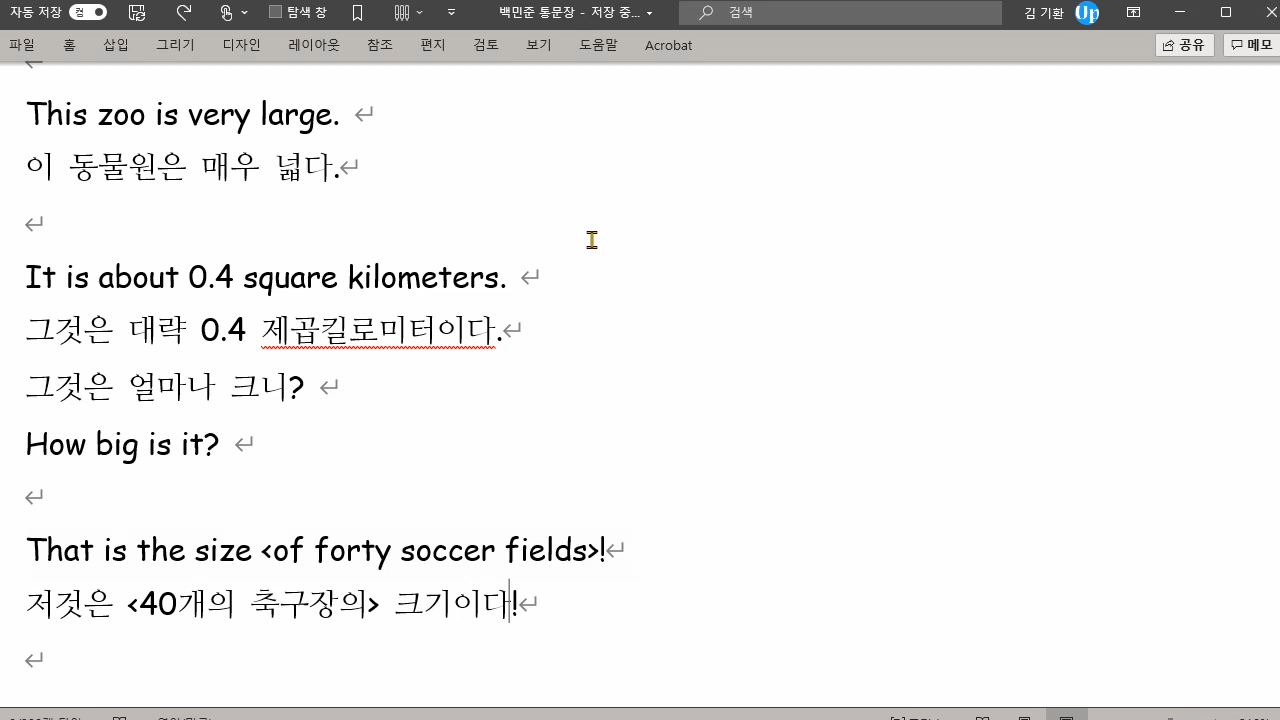 자동 저장 컴 탐색 창 백민준 통문장 - 저장 중... 검색 김 기환 Up
파일 홈 삽입 그리기 디자인 레이아웃 참조 편지 검토 보기 도움말 Acrobat 공유 메모
This zoo is very large.
이 동물원은 매우 넓다.
It is about 0.4 square kilometers.
그것은 대략 0.4 제곱킬로미터이다.
그것은 얼마나 크니?
How big is it?
That is the size <of forty soccer fields>!
저것은 <40개의 축구장의> 크기이다!